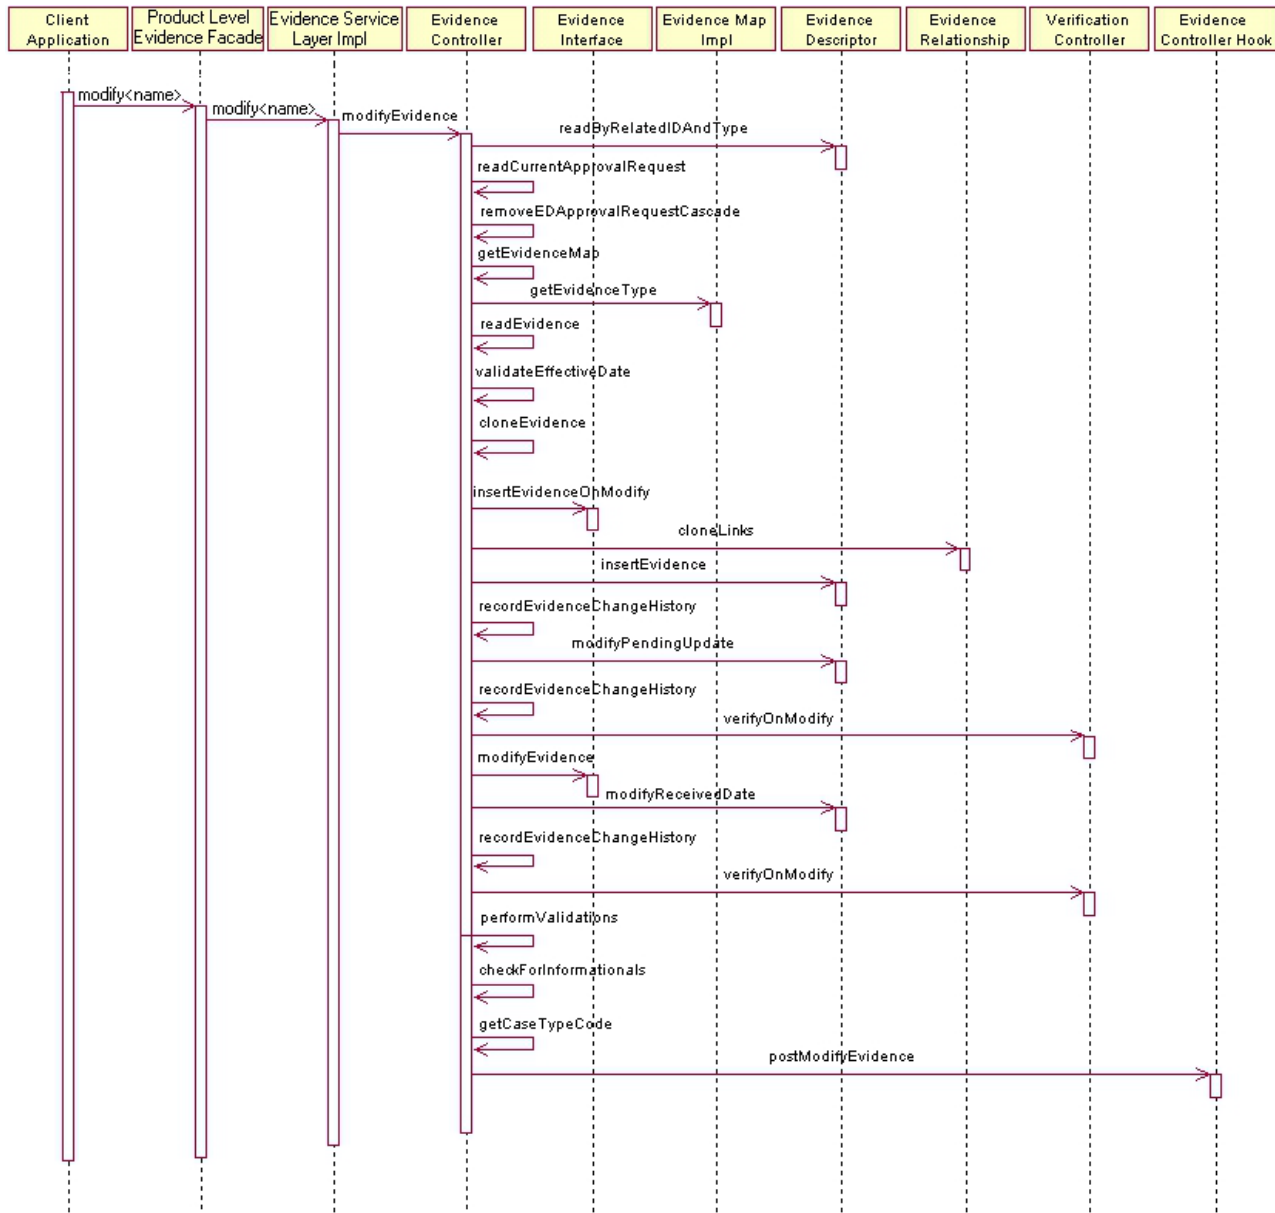 Client
Application
Product Level
Evidence Facade
Evidence Service
Layer Impl
Evidence
Controller
Evidence
Interface
Evidence Map
Impl
Evidence
Descriptor
Evidence
Relationship
Verification
Controller
Evidence
Controller Hook
modify<name>
modify<name>
modifyEvidence
readByRelatedIDAndType
readCurrentApprovalRequest
removeEDApprovalRequestCascade
getEvidenceMap
getEvidenceType
readEvidence
validateEffectiveDate
cloneEvidence
insertEvidenceOnModify
cloneLinks
insertEvidence
recordEvidenceChangeHistory
modifyPendingUpdate
recordEvidenceChangeHistory
verifyOnModify
modifyEvidence
modifyReceivedDate
recordEvidenceChangeHistory
verifyOnModify
performValidations
checkForInformationals
getCaseTypeCode
postModifyEvidence